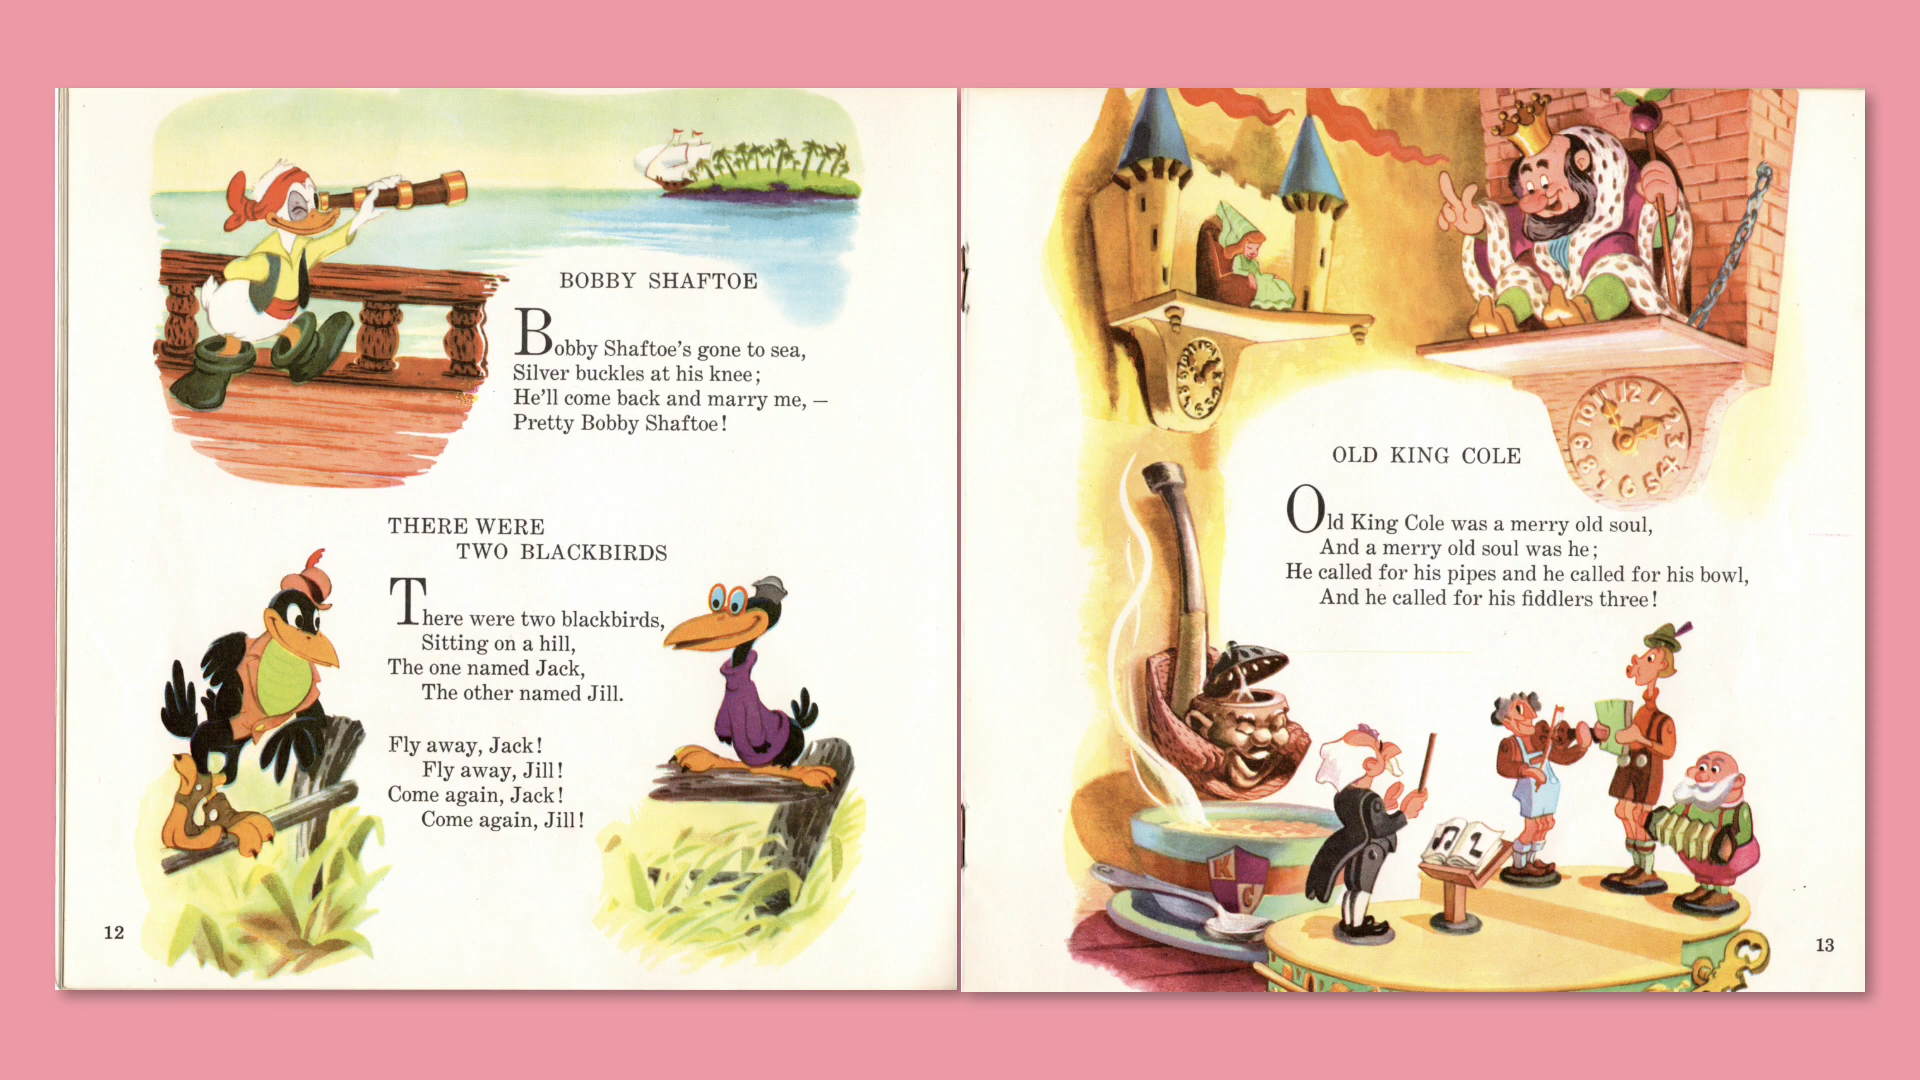 BOBBY SHAFTOE
Bobby Shaftoe's gone to sea,
Silver buckles at his knee;
He'll come back and marry me, —
Pretty Bobby Shaftoe!
THERE WERE
TWO BLACKBIRDS
There were two blackbirds,
Sitting on a hill,
The one named Jack,
The other named Jill.
Fly away, Jack!
Fly away, Jill!
Come again, Jack!
Come again, Jill!
12
OLD KING COLE
Old King Cole was a merry old soul,
And a merry old soul was he;
He called for his pipes and he called for his bowl,
And he called for his fiddlers three!
K C
13